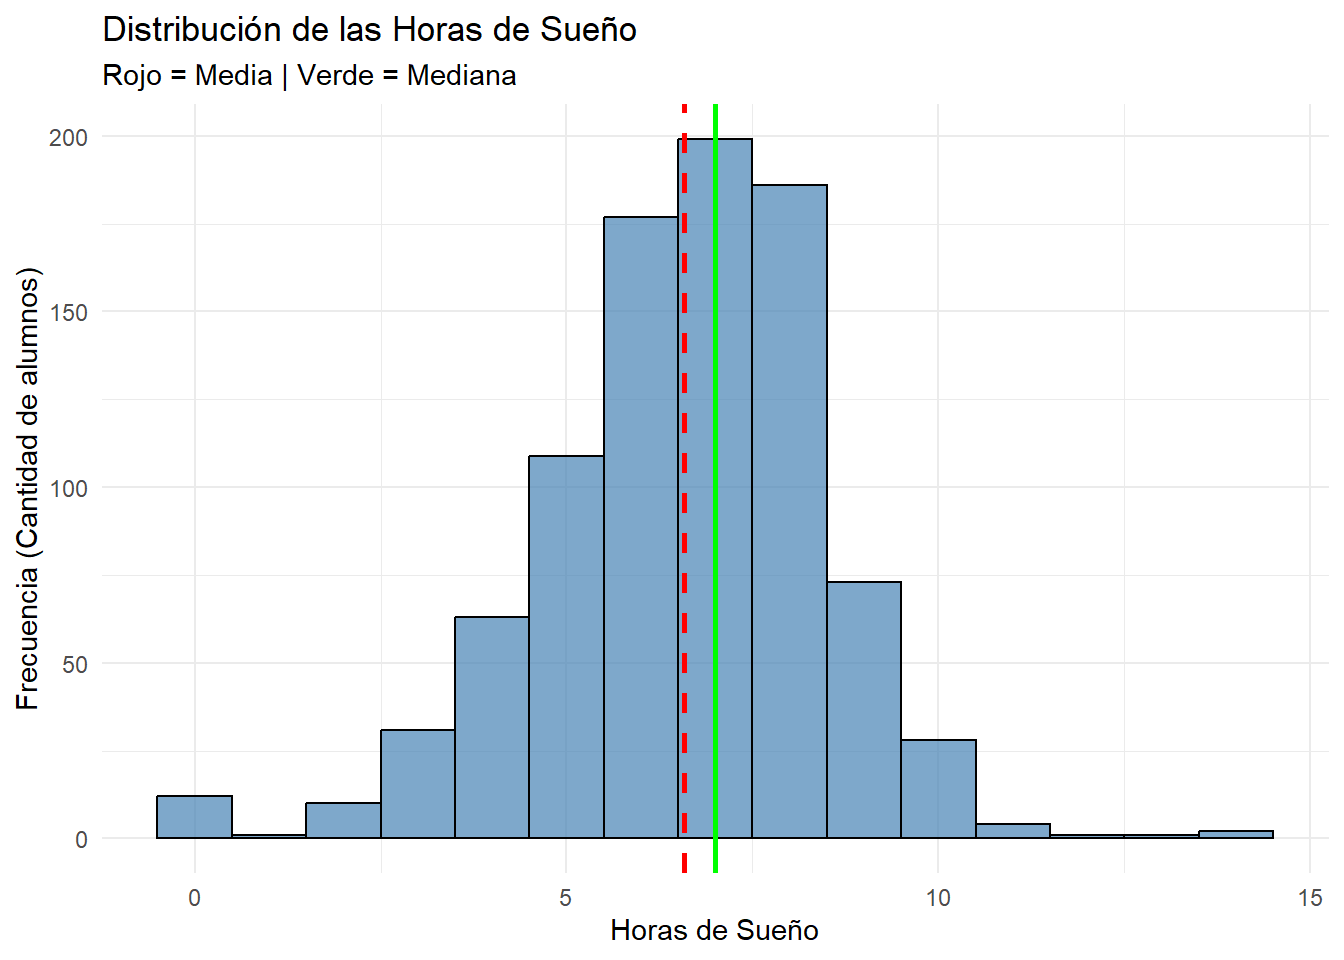 Distribución de las Horas de Sueño
Rojo = Media | Verde = Mediana
Frecuencia (Cantidad de alumnos)
200
150
100
50
0
0
5
10
15
Horas de Sueño